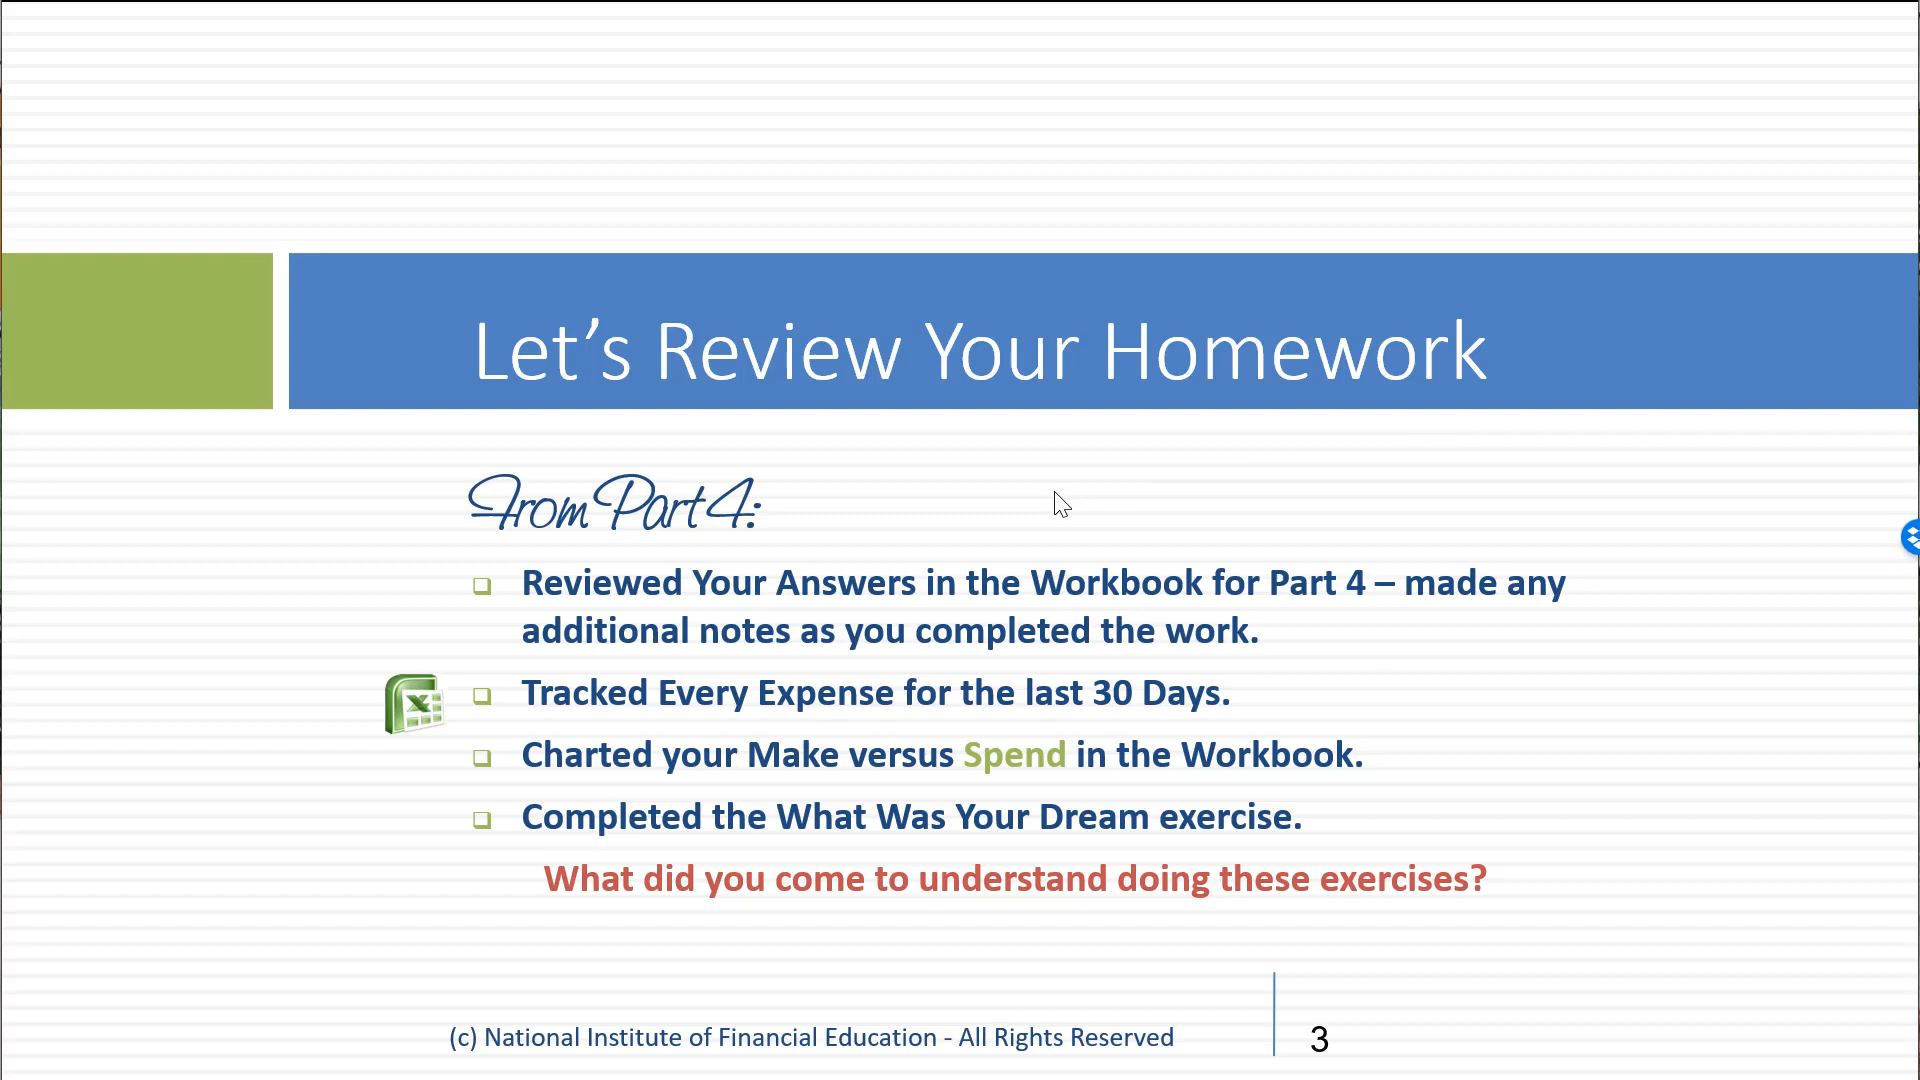 Let’s Review Your Homework
From Part 4:
Reviewed Your Answers in the Workbook for Part 4 – made any
additional notes as you completed the work.
Tracked Every Expense for the last 30 Days.
Charted your Make versus Spend in the Workbook.
Completed the What Was Your Dream exercise.
What did you come to understand doing these exercises?
(c) National Institute of Financial Education - All Rights Reserved
3